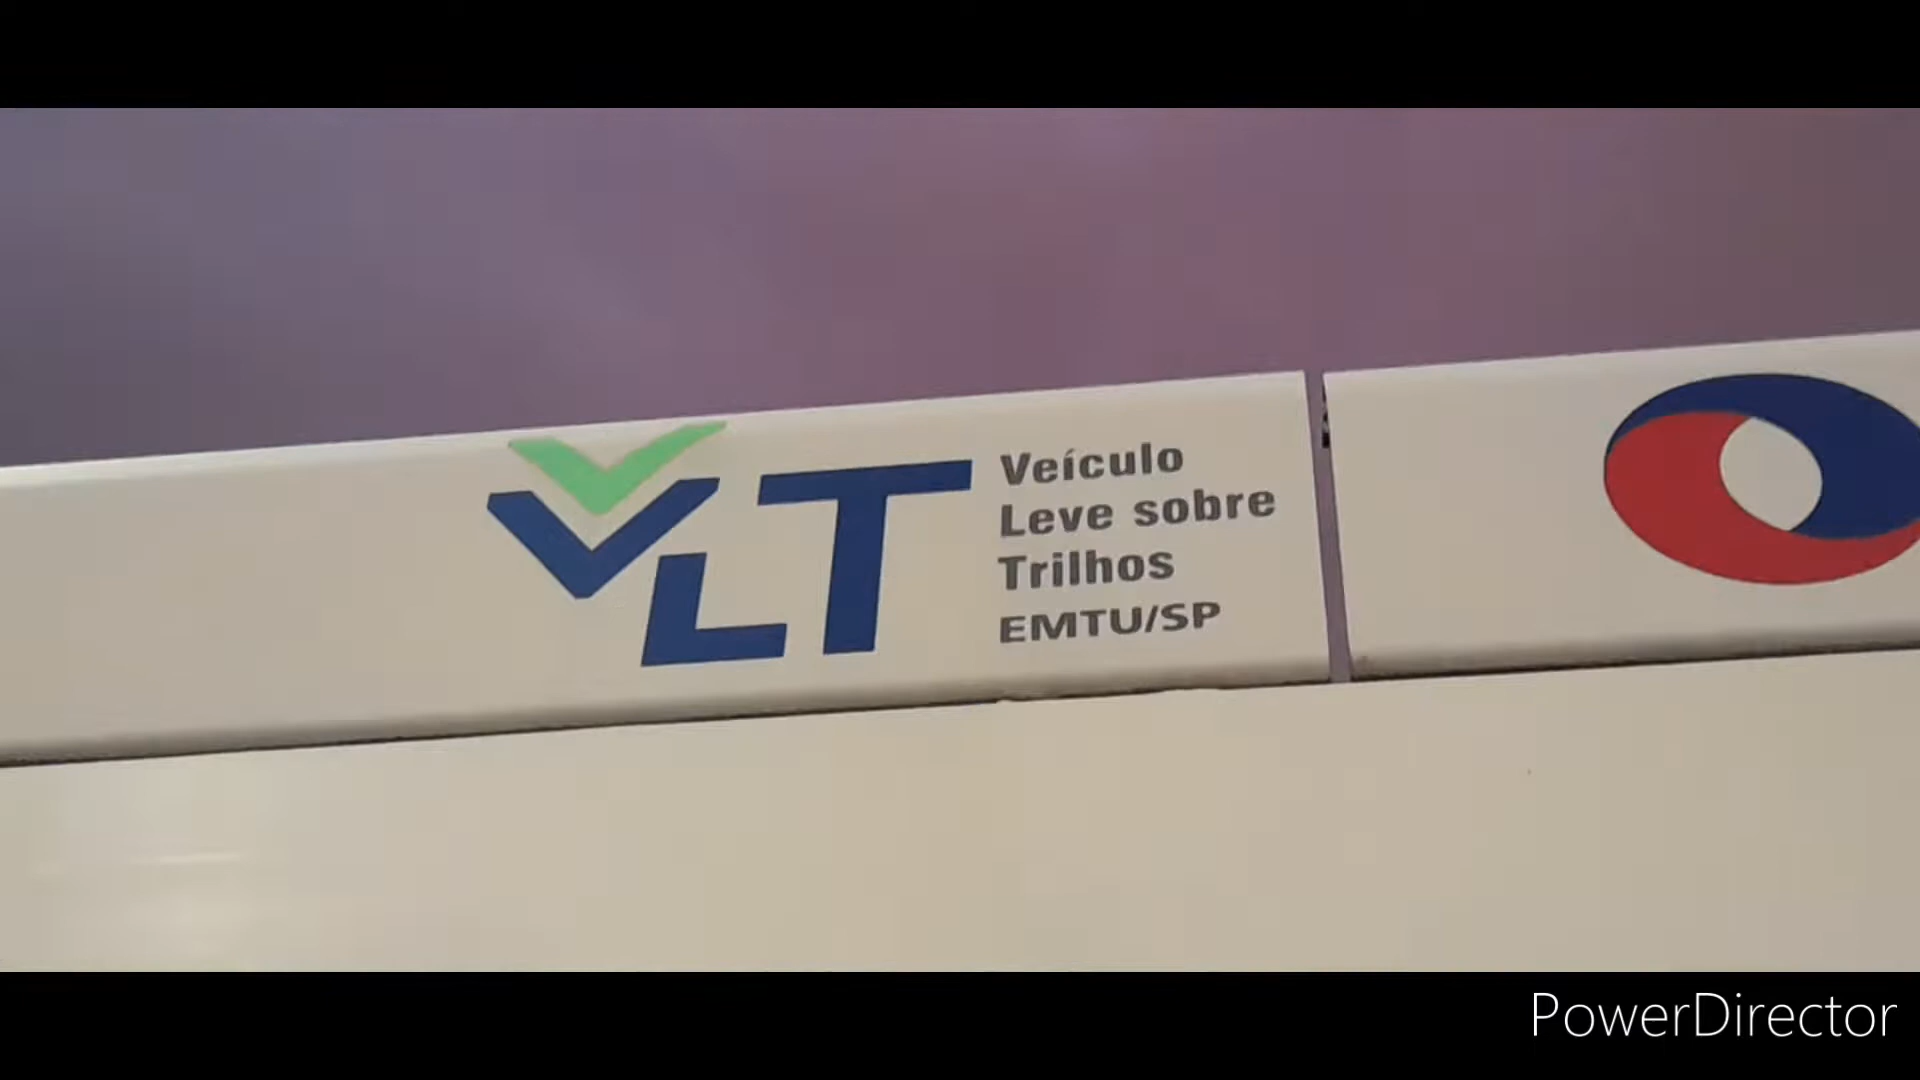 VLT
Veículo
Leve sobre
Trilhos
EMTU/SP
PowerDirector